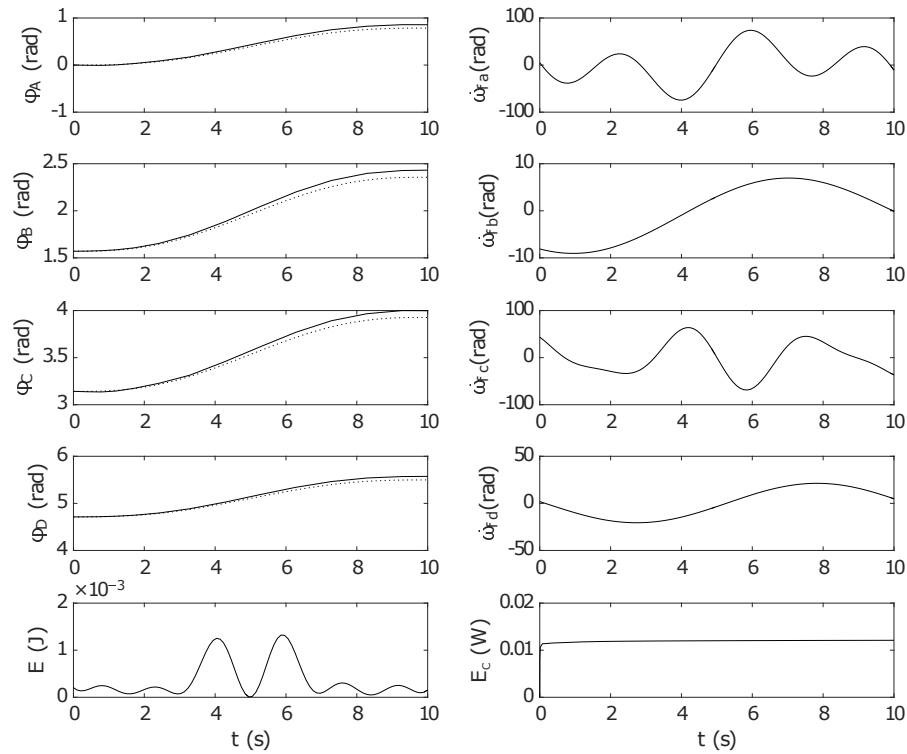 φA (rad)
1
0
-1
0 2 4 6 8 10
ω̇fa(rad)
100
0
-100
0 2 4 6 8 10
φB (rad)
2.5
2
1.5
0 2 4 6 8 10
ω̇fb(rad)
10
0
-10
0 2 4 6 8 10
φC (rad)
4
3.5
3
0 2 4 6 8 10
ω̇fc(rad)
100
0
-100
0 2 4 6 8 10
φD (rad)
6
5
4
0 2 4 6 8 10
ω̇fd(rad)
50
0
-50
0 2 4 6 8 10
×10−3
E (J)
2
1
0
0 2 4 6 8 10
t (s)
EC (W)
0.02
0.01
0
0 2 4 6 8 10
t (s)